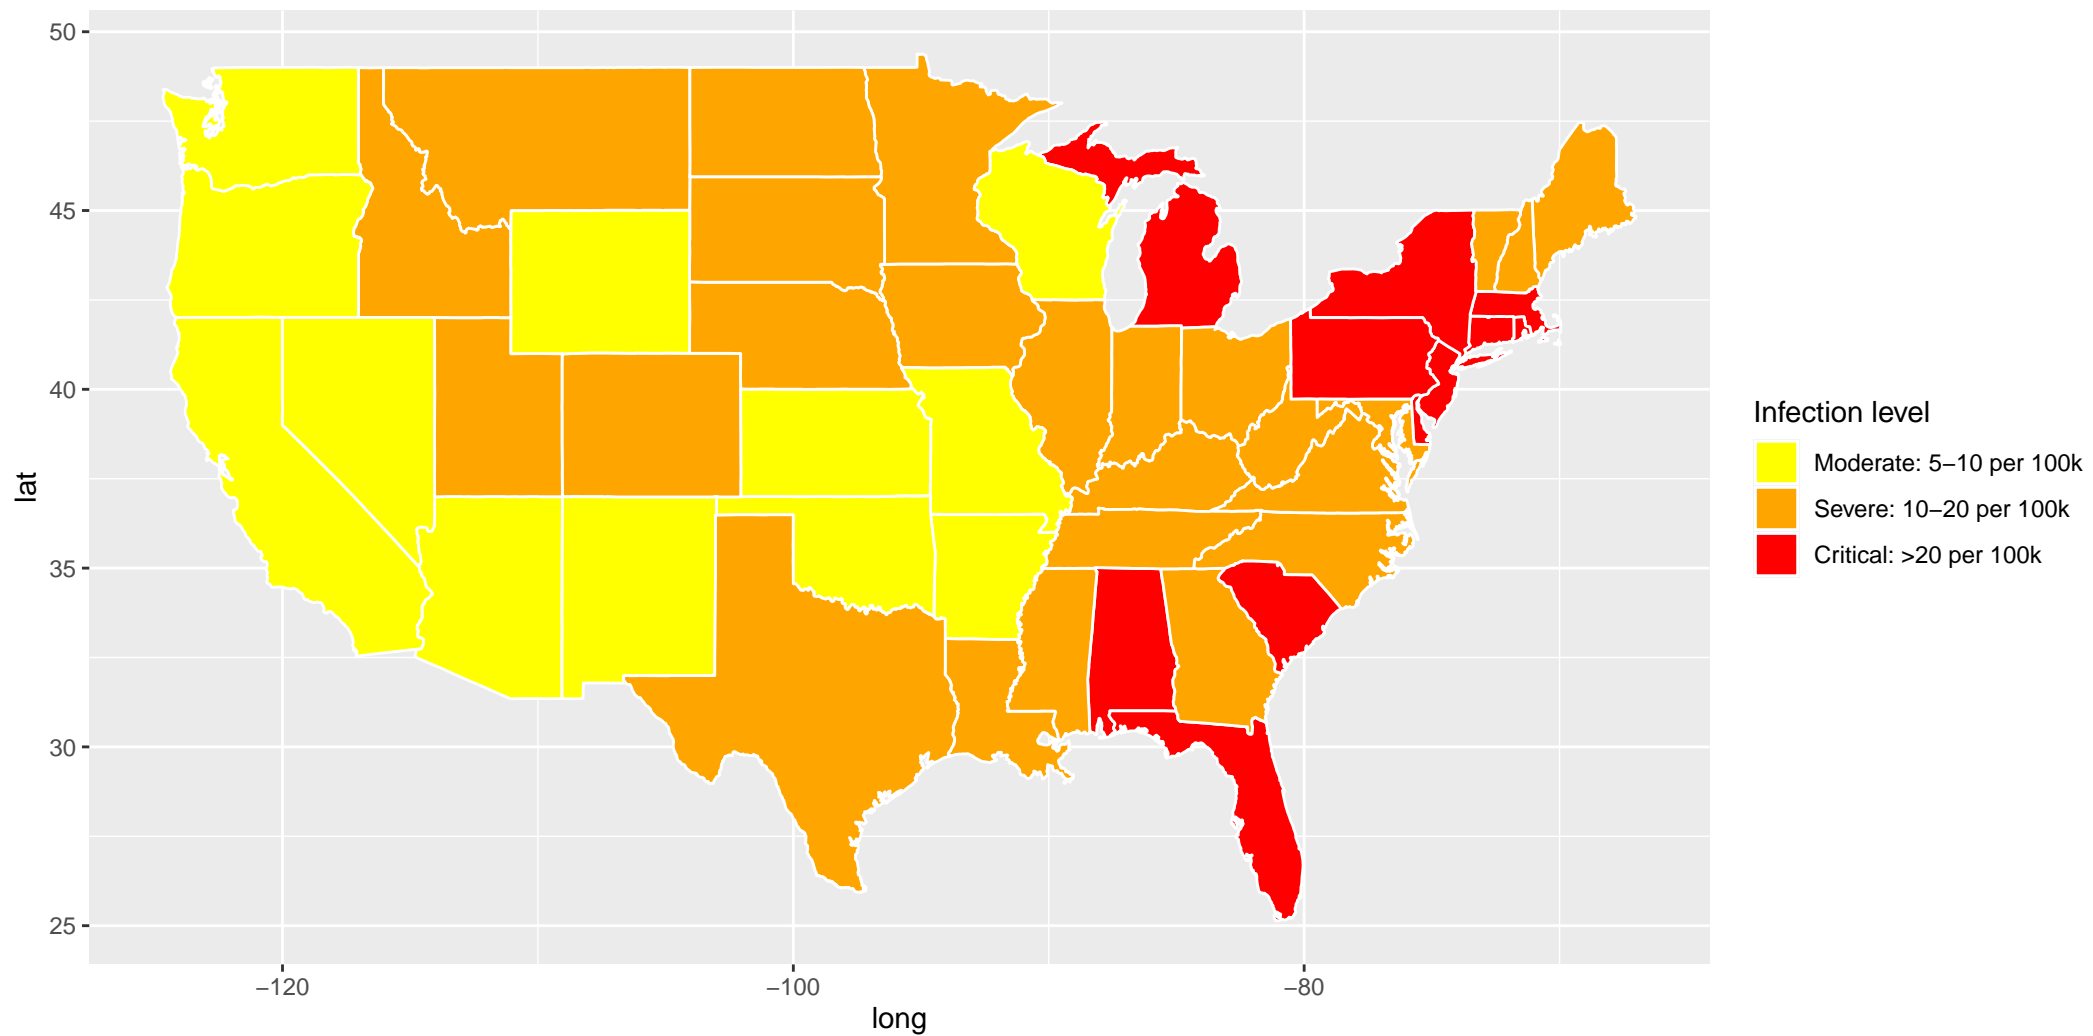 50
45
40
35
30
25
lat
−120
−100
−80
long
Infection level
Moderate: 5−10 per 100k
Severe: 10−20 per 100k
Critical: >20 per 100k